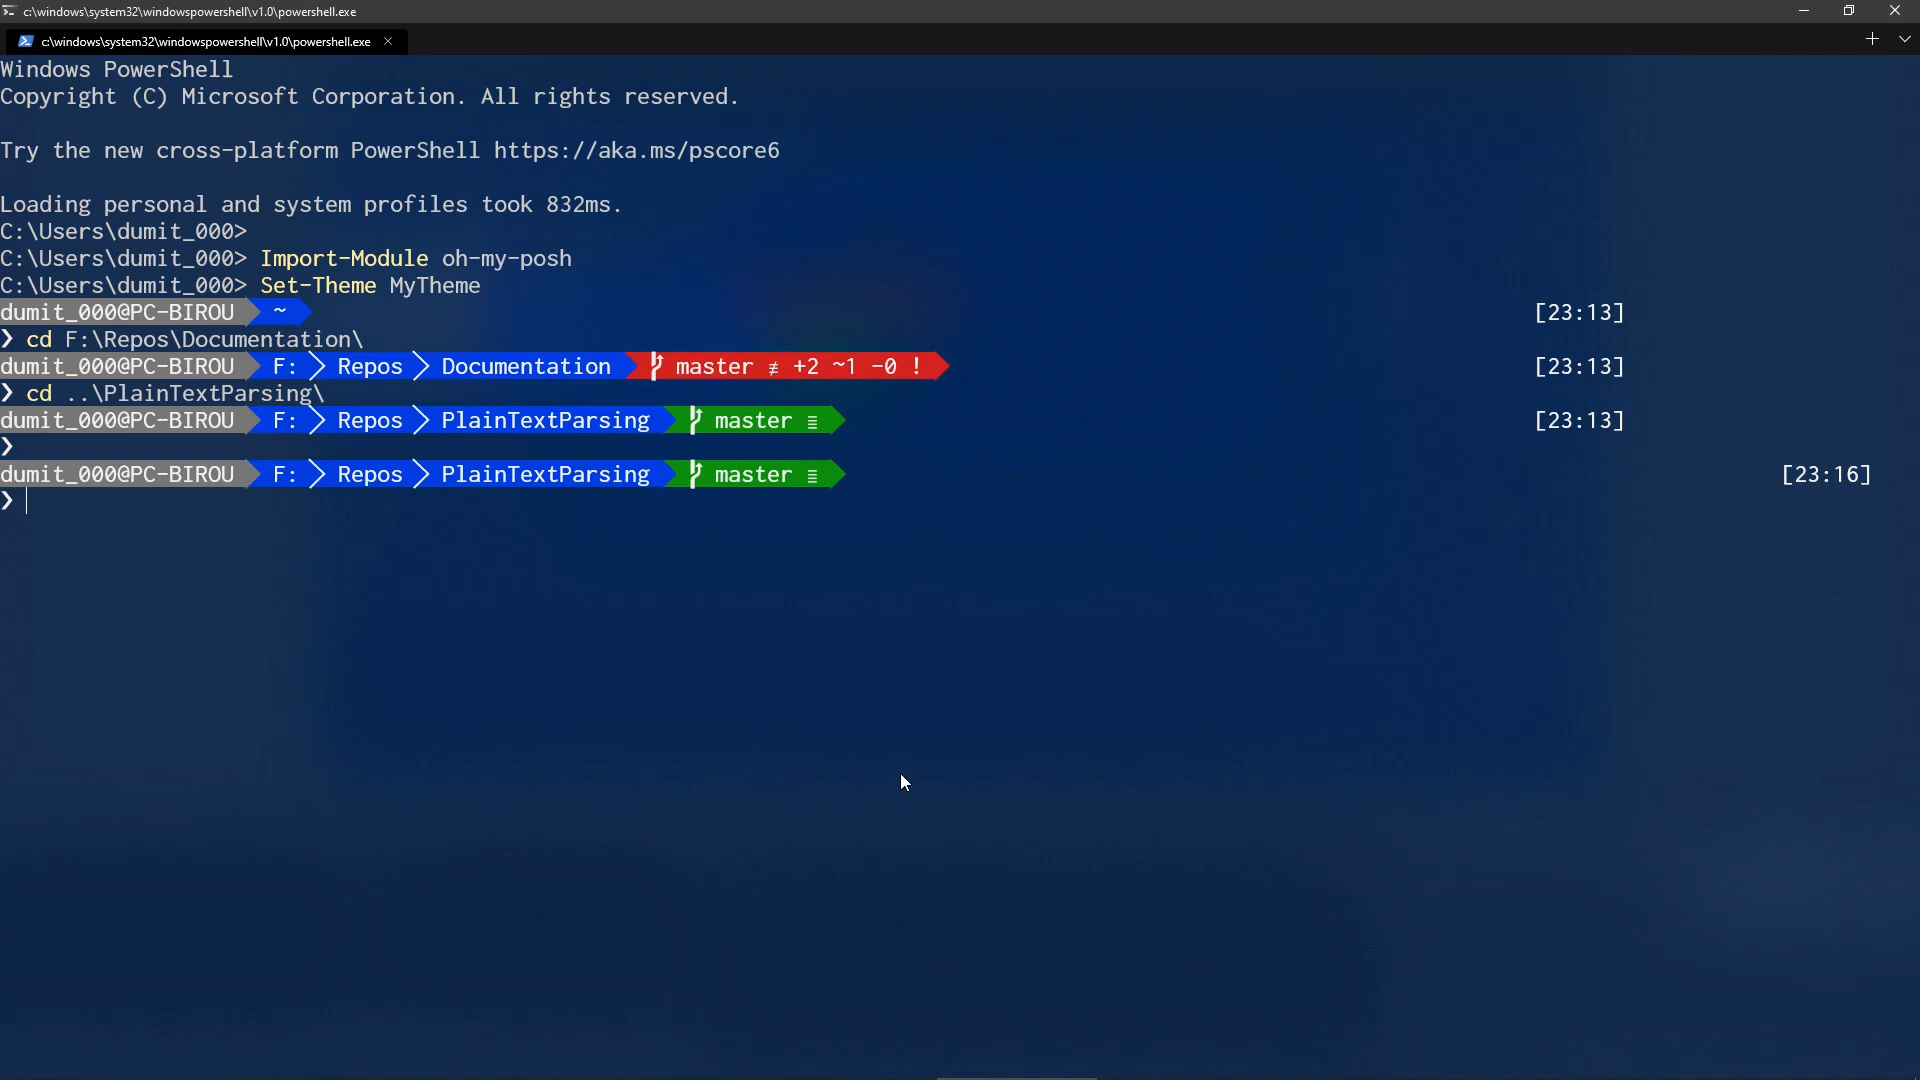 c:\windows\system32\windowspowershell\v1.0\powershell.exe
c:\windows\system32\windowspowershell\v1.0\powershell.exe
Windows PowerShell
Copyright (C) Microsoft Corporation. All rights reserved.
Try the new cross-platform PowerShell https://aka.ms/pscore6
Loading personal and system profiles took 832ms.
C:\Users\dumit_000>
C:\Users\dumit_000> Import-Module oh-my-posh
C:\Users\dumit_000> Set-Theme MyTheme
dumit_000@PC-BIROU ~ [23:13]
❯ cd F:\Repos\Documentation\
dumit_000@PC-BIROU F: Repos Documentation master ≢ +2 ~1 -0 ! [23:13]
❯ cd ..\PlainTextParsing\
dumit_000@PC-BIROU F: Repos PlainTextParsing master ≡ [23:13]
❯
dumit_000@PC-BIROU F: Repos PlainTextParsing master ≡ [23:16]
❯